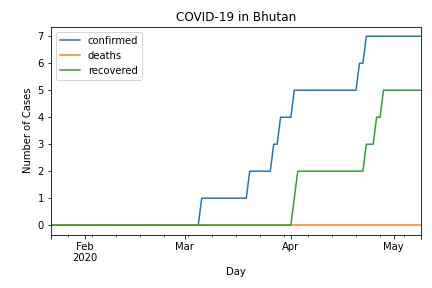 COVID-19 in Bhutan
confirmed
deaths
recovered
Number of Cases
7
6
5
4
3
2
1
0
Feb
2020
Mar
Apr
May
Day